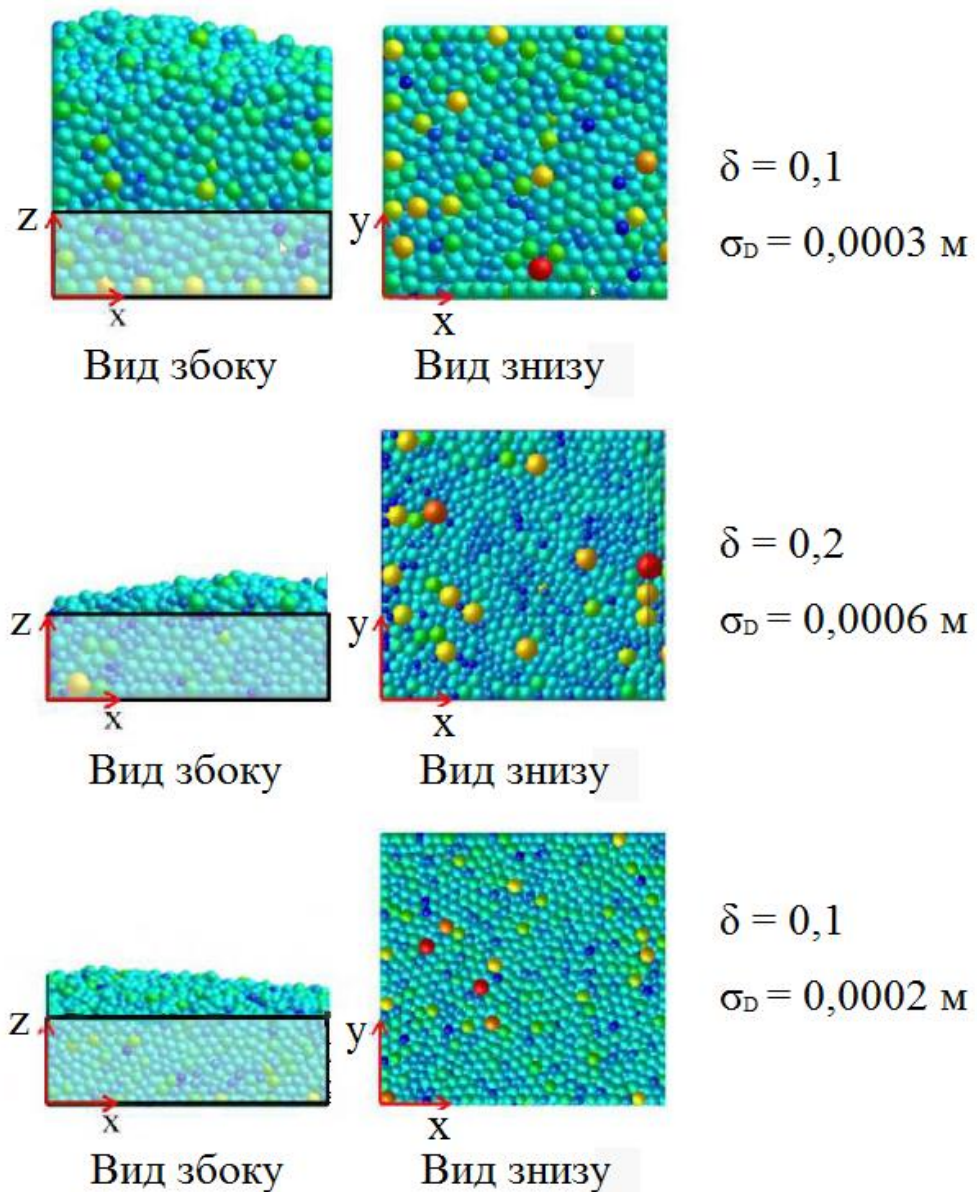 z
x
Вид збоку
y
x
Вид знизу
δ = 0,1
σD = 0,0003 м
z
x
Вид збоку
y
x
Вид знизу
δ = 0,2
σD = 0,0006 м
z
x
Вид збоку
y
x
Вид знизу
δ = 0,1
σD = 0,0002 м